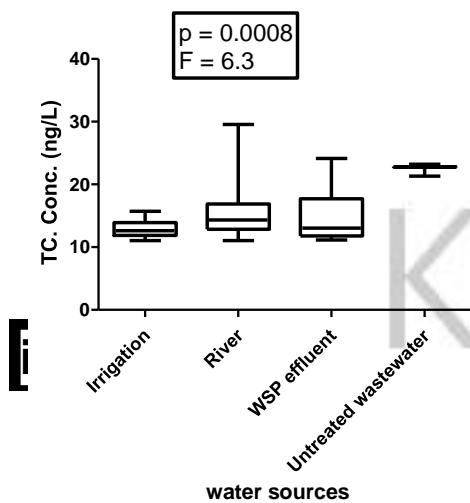 p = 0.0008
F = 6.3
TC. Conc. (ng/L)
40
30
20
10
0
K
[i
Irrigation
River
WSP effluent
Untreated wastewater
water sources